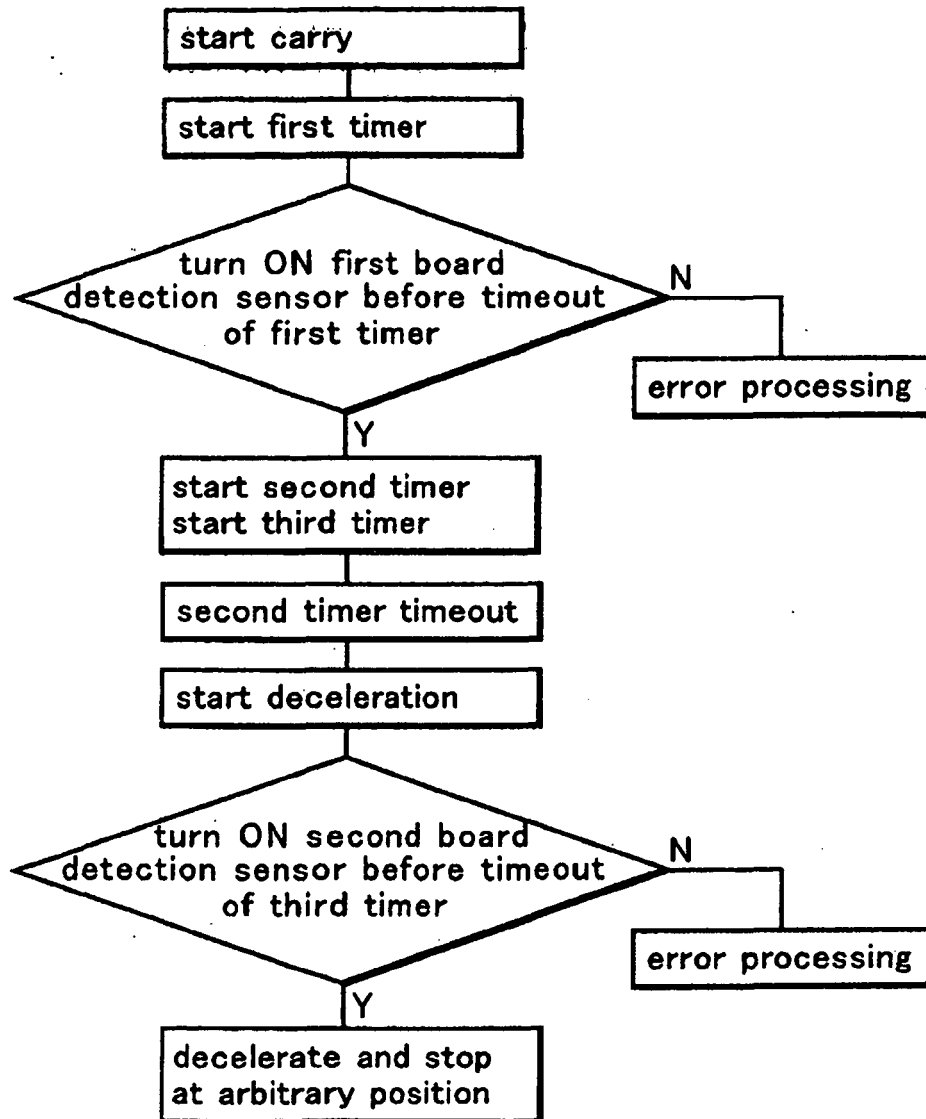 start carry
start first timer
turn ON first board
detection sensor before timeout
of first timer
N
error processing
Y
start second timer
start third timer
second timer timeout
start deceleration
turn ON second board
detection sensor before timeout
of third timer
N
error processing
Y
decelerate and stop
at arbitrary position